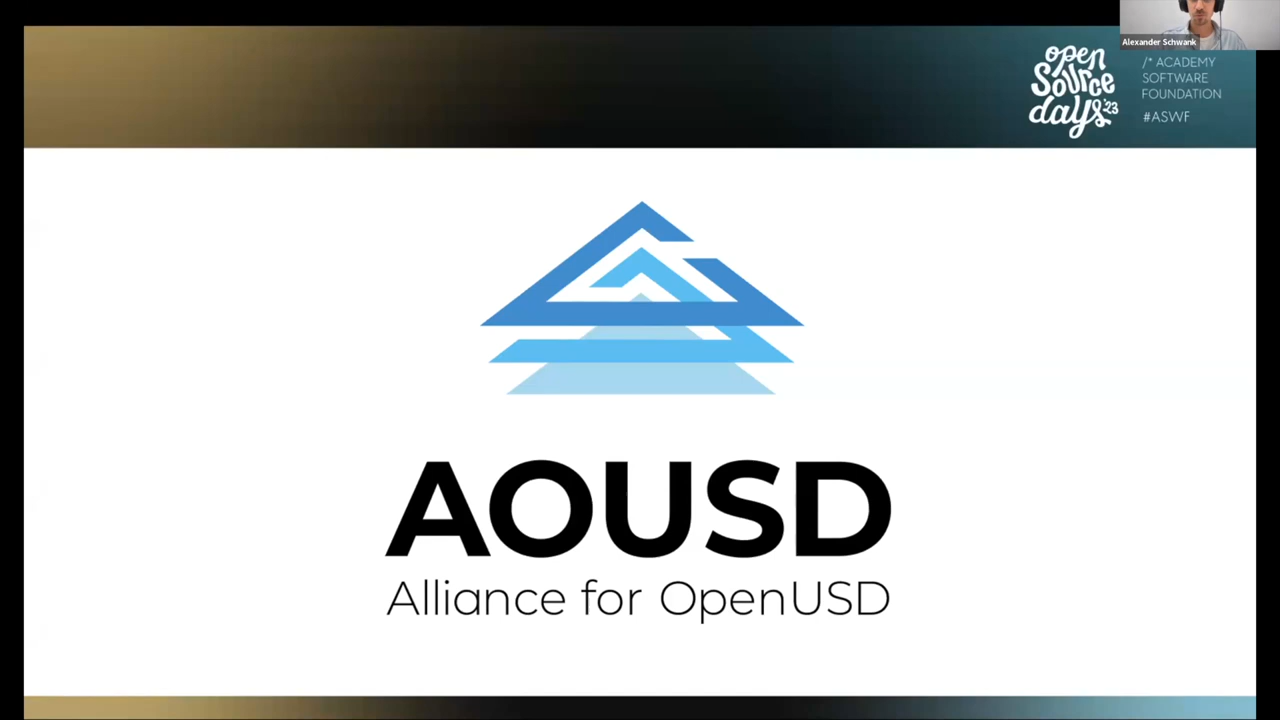 Alexander Schwank
open
source
days '23
/* ACADEMY
SOFTWARE
FOUNDATION
#ASWF
AOUSD
Alliance for OpenUSD